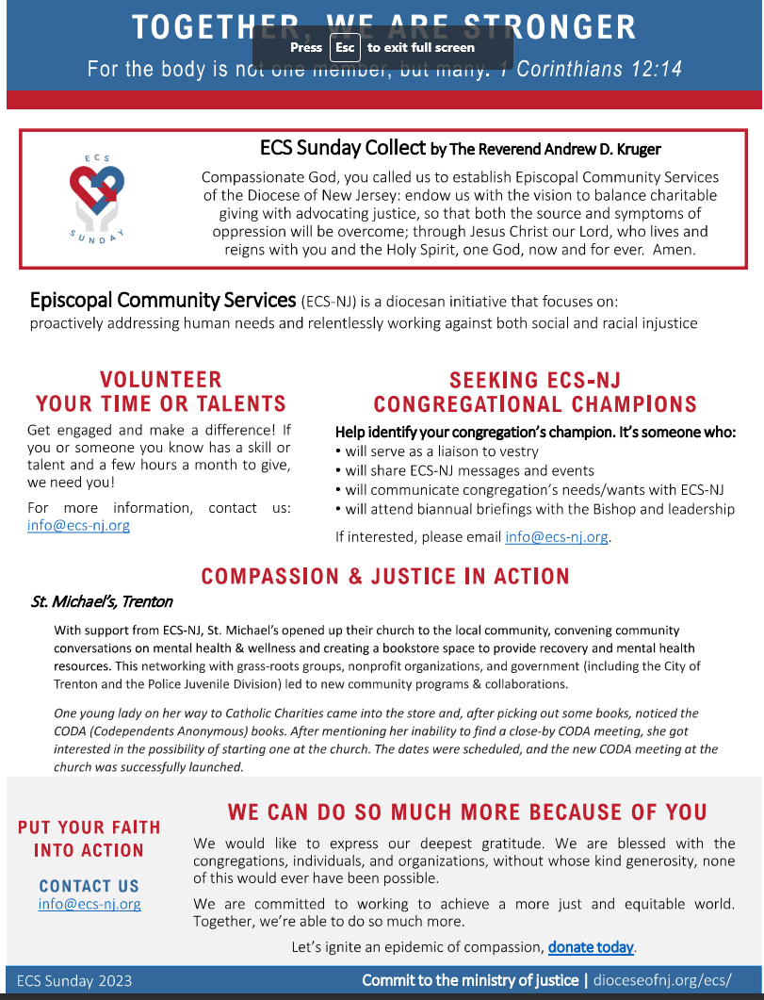 TOGETHER, WE ARE STRONGER
Press Esc to exit full screen
For the body is not one member, but many. 1 Corinthians 12:14
ECS
SUNDAY
ECS Sunday Collect by The Reverend Andrew D. Kruger
Compassionate God, you called us to establish Episcopal Community Services
of the Diocese of New Jersey: endow us with the vision to balance charitable
giving with advocating justice, so that both the source and symptoms of
oppression will be overcome; through Jesus Christ our Lord, who lives and
reigns with you and the Holy Spirit, one God, now and for ever. Amen.
Episcopal Community Services (ECS-NJ) is a diocesan initiative that focuses on:
proactively addressing human needs and relentlessly working against both social and racial injustice
VOLUNTEER
YOUR TIME OR TALENTS
Get engaged and make a difference! If
you or someone you know has a skill or
talent and a few hours a month to give,
we need you!
For more information, contact us:
info@ecs-nj.org
SEEKING ECS-NJ
CONGREGATIONAL CHAMPIONS
Help identify your congregation's champion. It's someone who:
• will serve as a liaison to vestry
• will share ECS-NJ messages and events
• will communicate congregation's needs/wants with ECS-NJ
• will attend biannual briefings with the Bishop and leadership
If interested, please email info@ecs-nj.org.
COMPASSION & JUSTICE IN ACTION
St. Michael's, Trenton
With support from ECS-NJ, St. Michael's opened up their church to the local community, convening community
conversations on mental health & wellness and creating a bookstore space to provide recovery and mental health
resources. This networking with grass-roots groups, nonprofit organizations, and government (including the City of
Trenton and the Police Juvenile Division) led to new community programs & collaborations.
One young lady on her way to Catholic Charities came into the store and, after picking out some books, noticed the
CODA (Codependents Anonymous) books. After mentioning her inability to find a close-by CODA meeting, she got
interested in the possibility of starting one at the church. The dates were scheduled, and the new CODA meeting at the
church was successfully launched.
PUT YOUR FAITH
INTO ACTION
CONTACT US
info@ecs-nj.org
WE CAN DO SO MUCH MORE BECAUSE OF YOU
We would like to express our deepest gratitude. We are blessed with the
congregations, individuals, and organizations, without whose kind generosity, none
of this would ever have been possible.
We are committed to working to achieve a more just and equitable world.
Together, we're able to do so much more.
Let's ignite an epidemic of compassion, donate today.
ECS Sunday 2023
Commit to the ministry of justice | dioceseofnj.org/ecs/